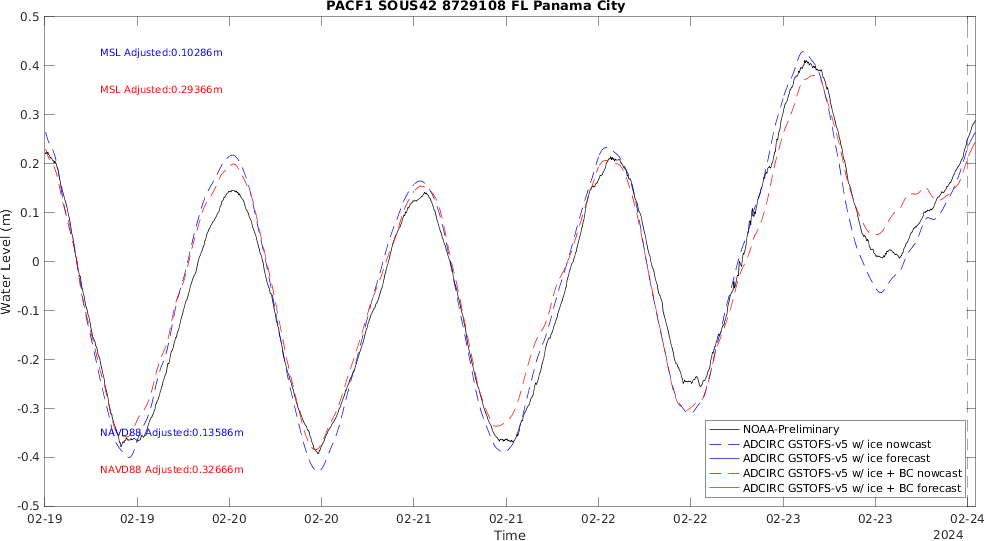 PACF1 SOUS42 8729108 FL Panama City
0.5
0.4
0.3
0.2
0.1
0
-0.1
-0.2
-0.3
-0.4
-0.5
Water Level (m)
MSL Adjusted:0.10286m
MSL Adjusted:0.29366m
NAVD88 Adjusted:0.13586m
NAVD88 Adjusted:0.32666m
NOAA-Preliminary
ADCIRC GSTOFS-v5 w/ ice nowcast
ADCIRC GSTOFS-v5 w/ ice forecast
ADCIRC GSTOFS-v5 w/ ice + BC nowcast
ADCIRC GSTOFS-v5 w/ ice + BC forecast
02-19 02-19 02-20 02-20 02-21 02-21 02-22 02-22 02-23 02-23 02-24
Time
2024